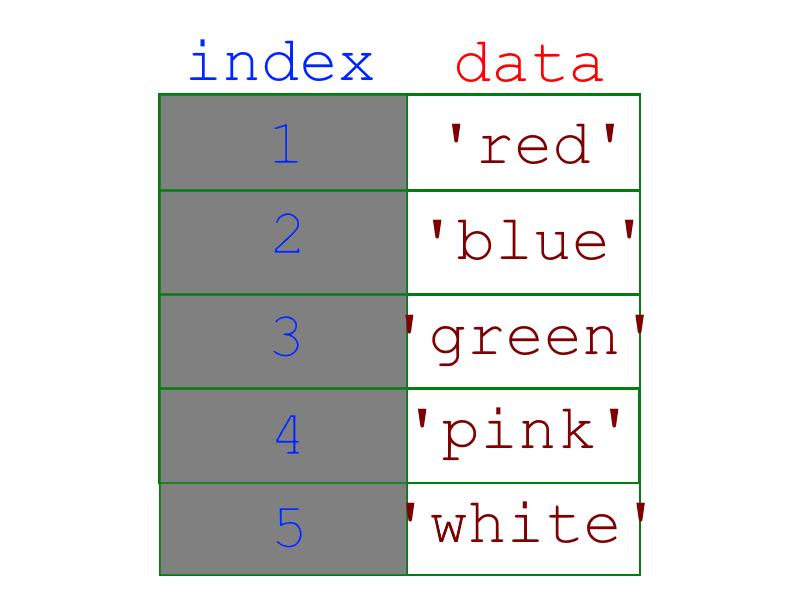 index data
1 'red'
2 'blue'
3 'green'
4 'pink'
5 'white'